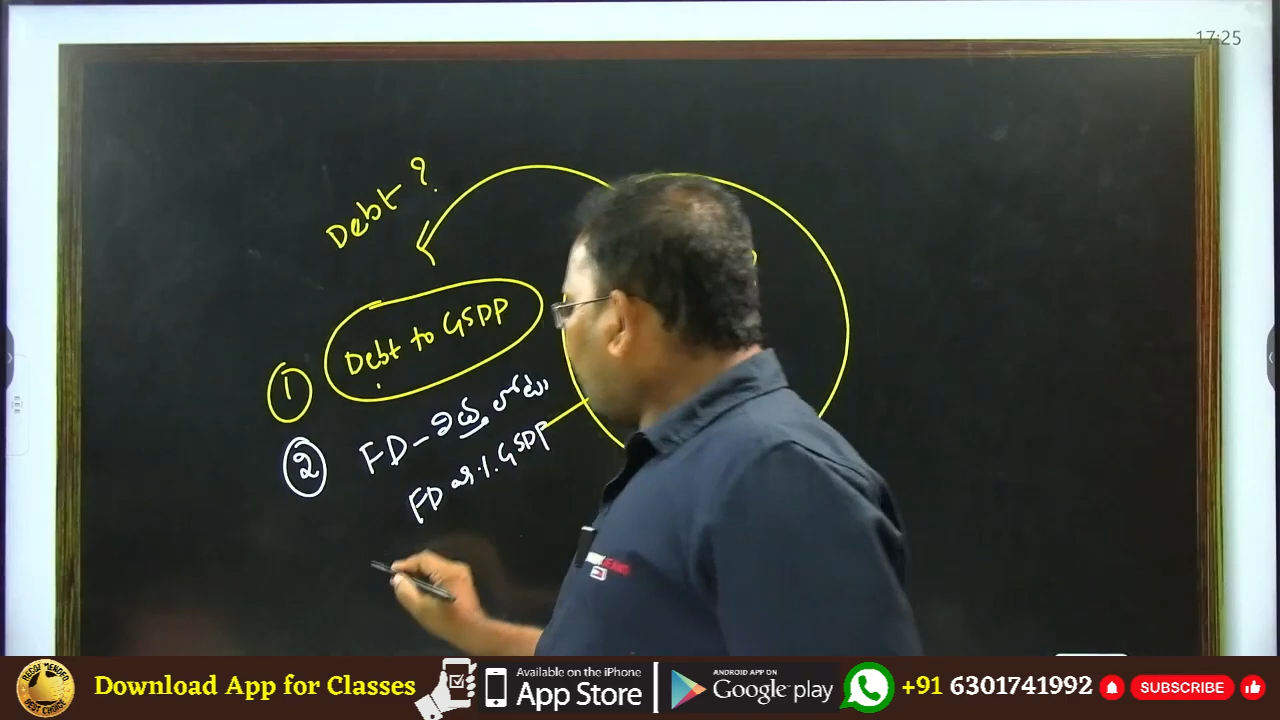 17:25
Debt ?
① Debt to GSDP
② FD - విత్త లోటు
FD as %. GSDP
Download App for Classes
Available on the iPhone
App Store
ANDROID APP ON
Google play
+91 6301741992
SUBSCRIBE